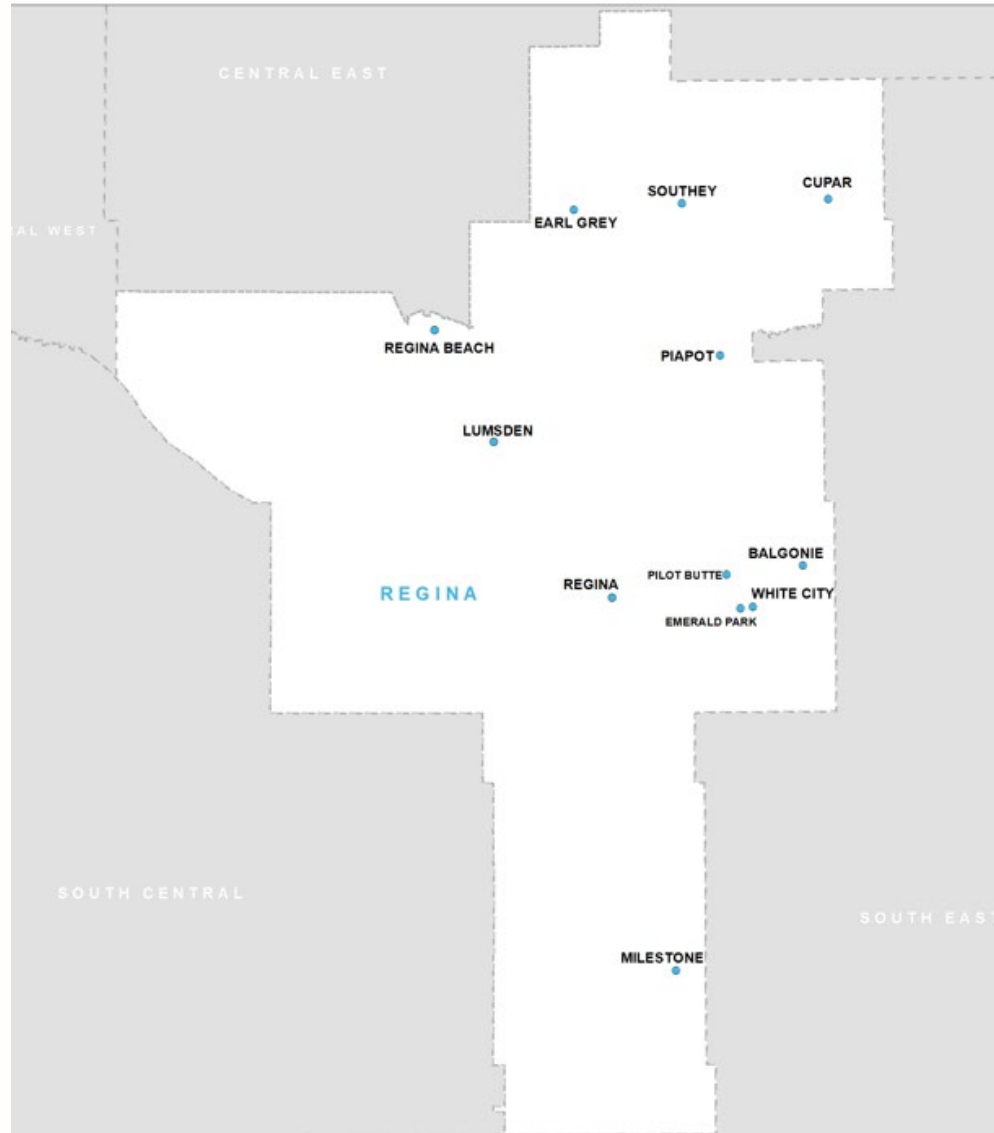 CENTRAL EAST
CUPAR
SOUTHEY
EARL GREY
RAL WEST
REGINA BEACH
PIAPOT
LUMSDEN
BALGONIE
PILOT BUTTE
REGINA
REGINA
WHITE CITY
EMERALD PARK
SOUTH CENTRAL
SOUTH EAST
MILESTONE